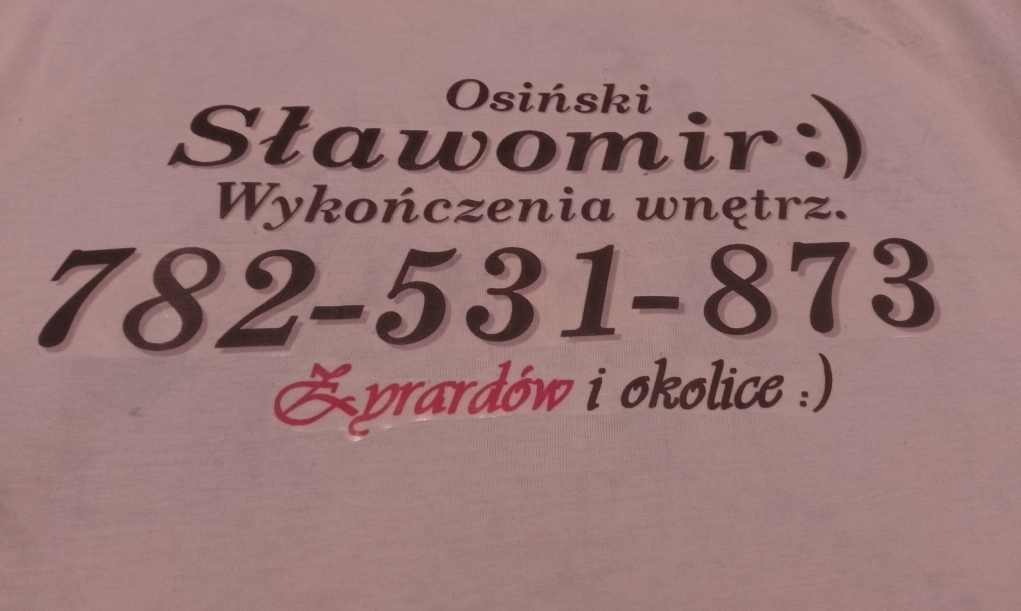 Osiński
Sławomir :)
Wykończenia wnętrz.
782-531-873
Żyrardów i okolice :)